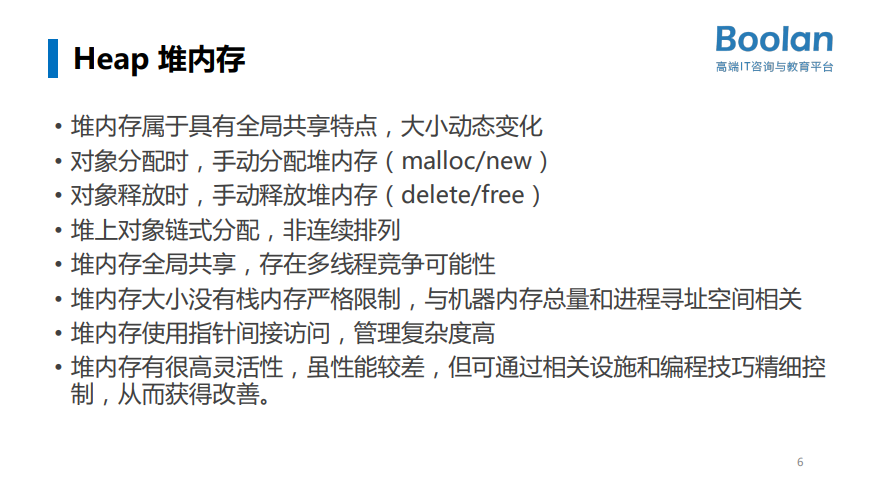 Heap 堆内存
Boolan
高端IT咨询与教育平台
• 堆内存属于具有全局共享特点，大小动态变化
• 对象分配时，手动分配堆内存（malloc/new）
• 对象释放时，手动释放堆内存（delete/free）
• 堆上对象链式分配，非连续排列
• 堆内存全局共享，存在多线程竞争可能性
• 堆内存大小没有栈内存严格限制，与机器内存总量和进程寻址空间相关
• 堆内存使用指针间接访问，管理复杂度高
• 堆内存有很高灵活性，虽性能较差，但可通过相关设施和编程技巧精细控
制，从而获得改善。
6